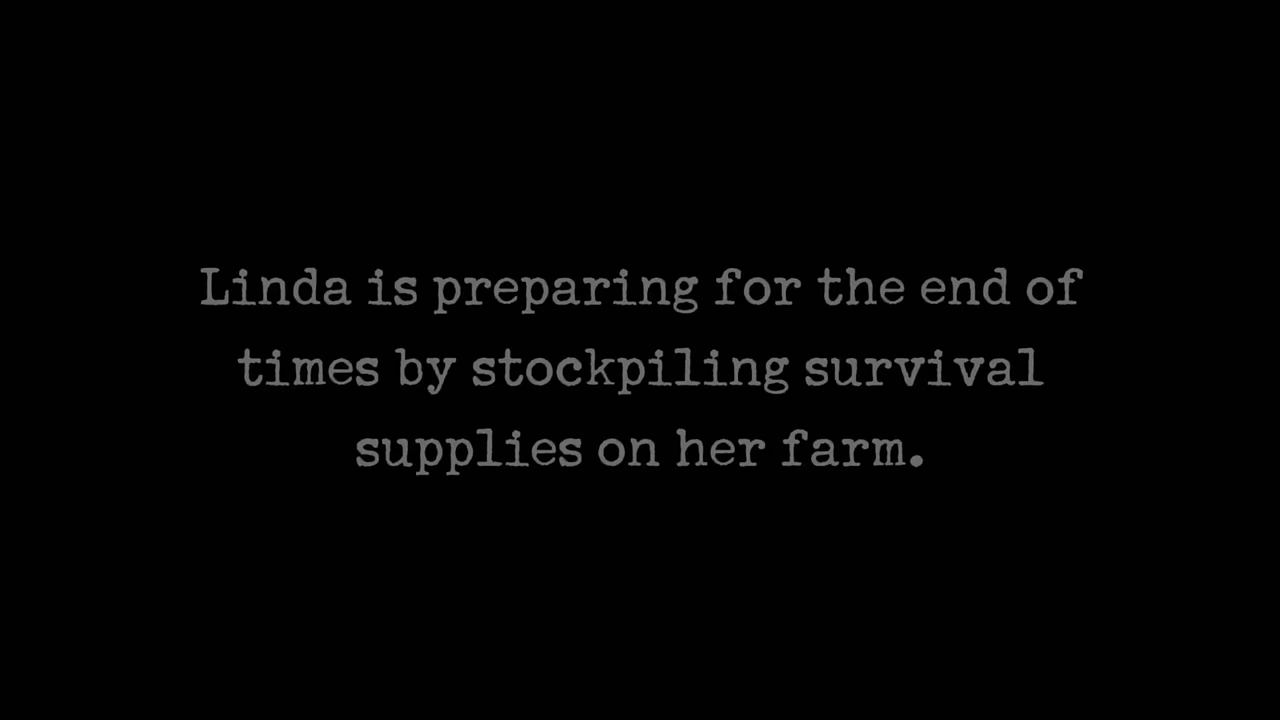 Linda is preparing for the end of
times by stockpiling survival
supplies on her farm.